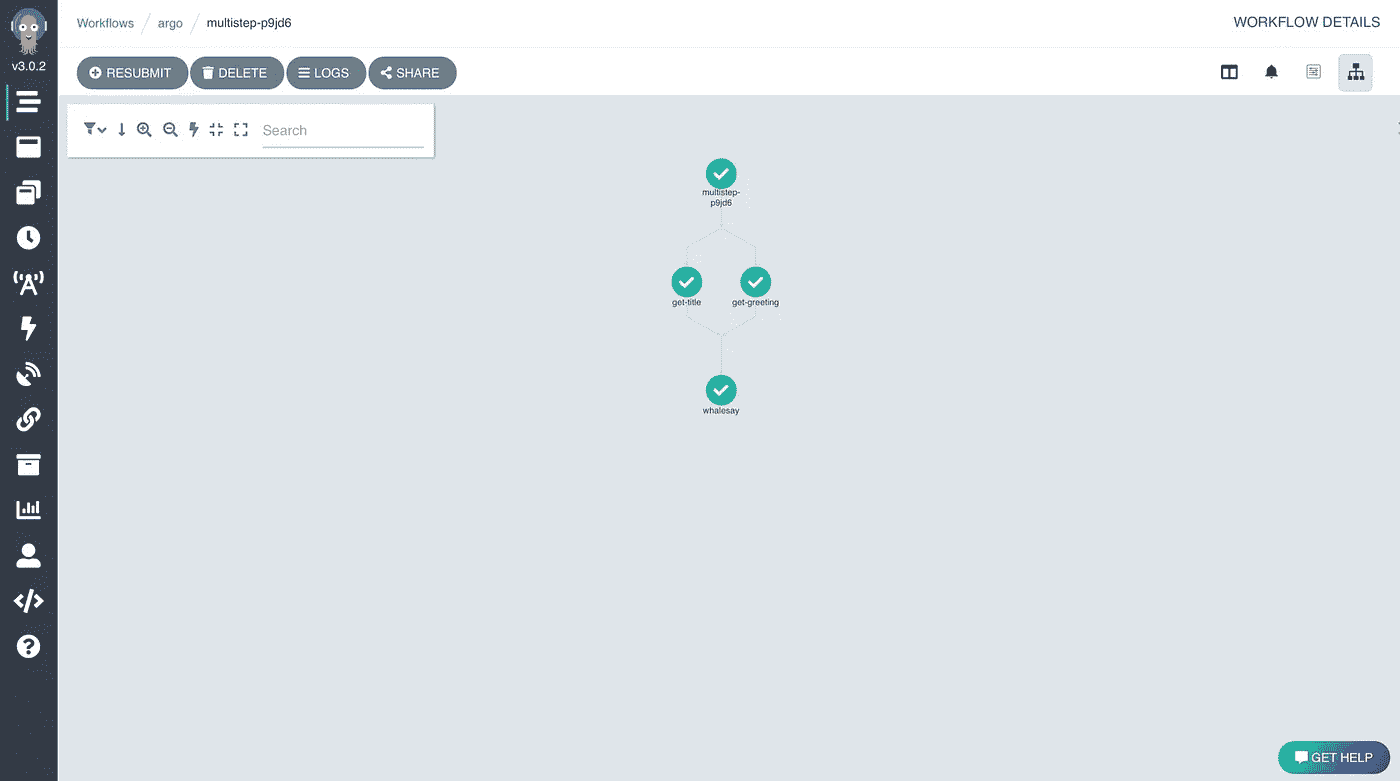 Workflows / argo / multistep-p9jd6
WORKFLOW DETAILS
v3.0.2
RESUBMIT
DELETE
LOGS
SHARE
Search
multistep-
p9jd6
get-title
get-greeting
whalesay
GET HELP